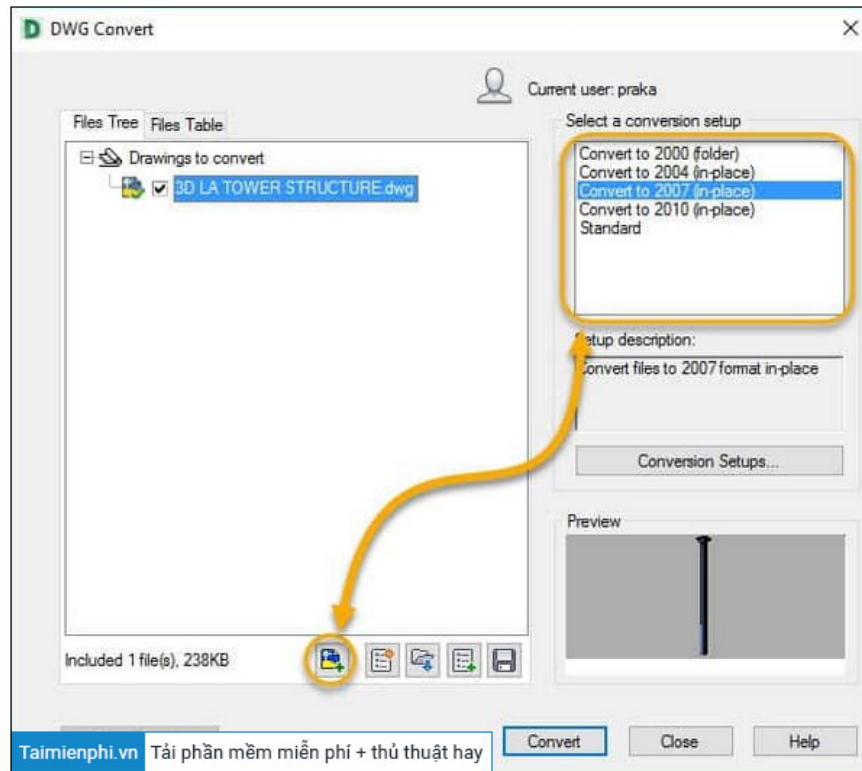 DWG Convert
Current user: praka
Files Tree
Files Table
Drawings to convert
3D LA TOWER STRUCTURE.dwg
Included 1 file(s), 238KB
Select a conversion setup
Convert to 2000 (folder)
Convert to 2004 (in-place)
Convert to 2007 (in-place)
Convert to 2010 (in-place)
Standard
Setup description:
Convert files to 2007 format in-place
Conversion Setups...
Preview
Convert
Close
Help
Taimienphi.vn
Tải phần mềm miễn phí + thủ thuật hay